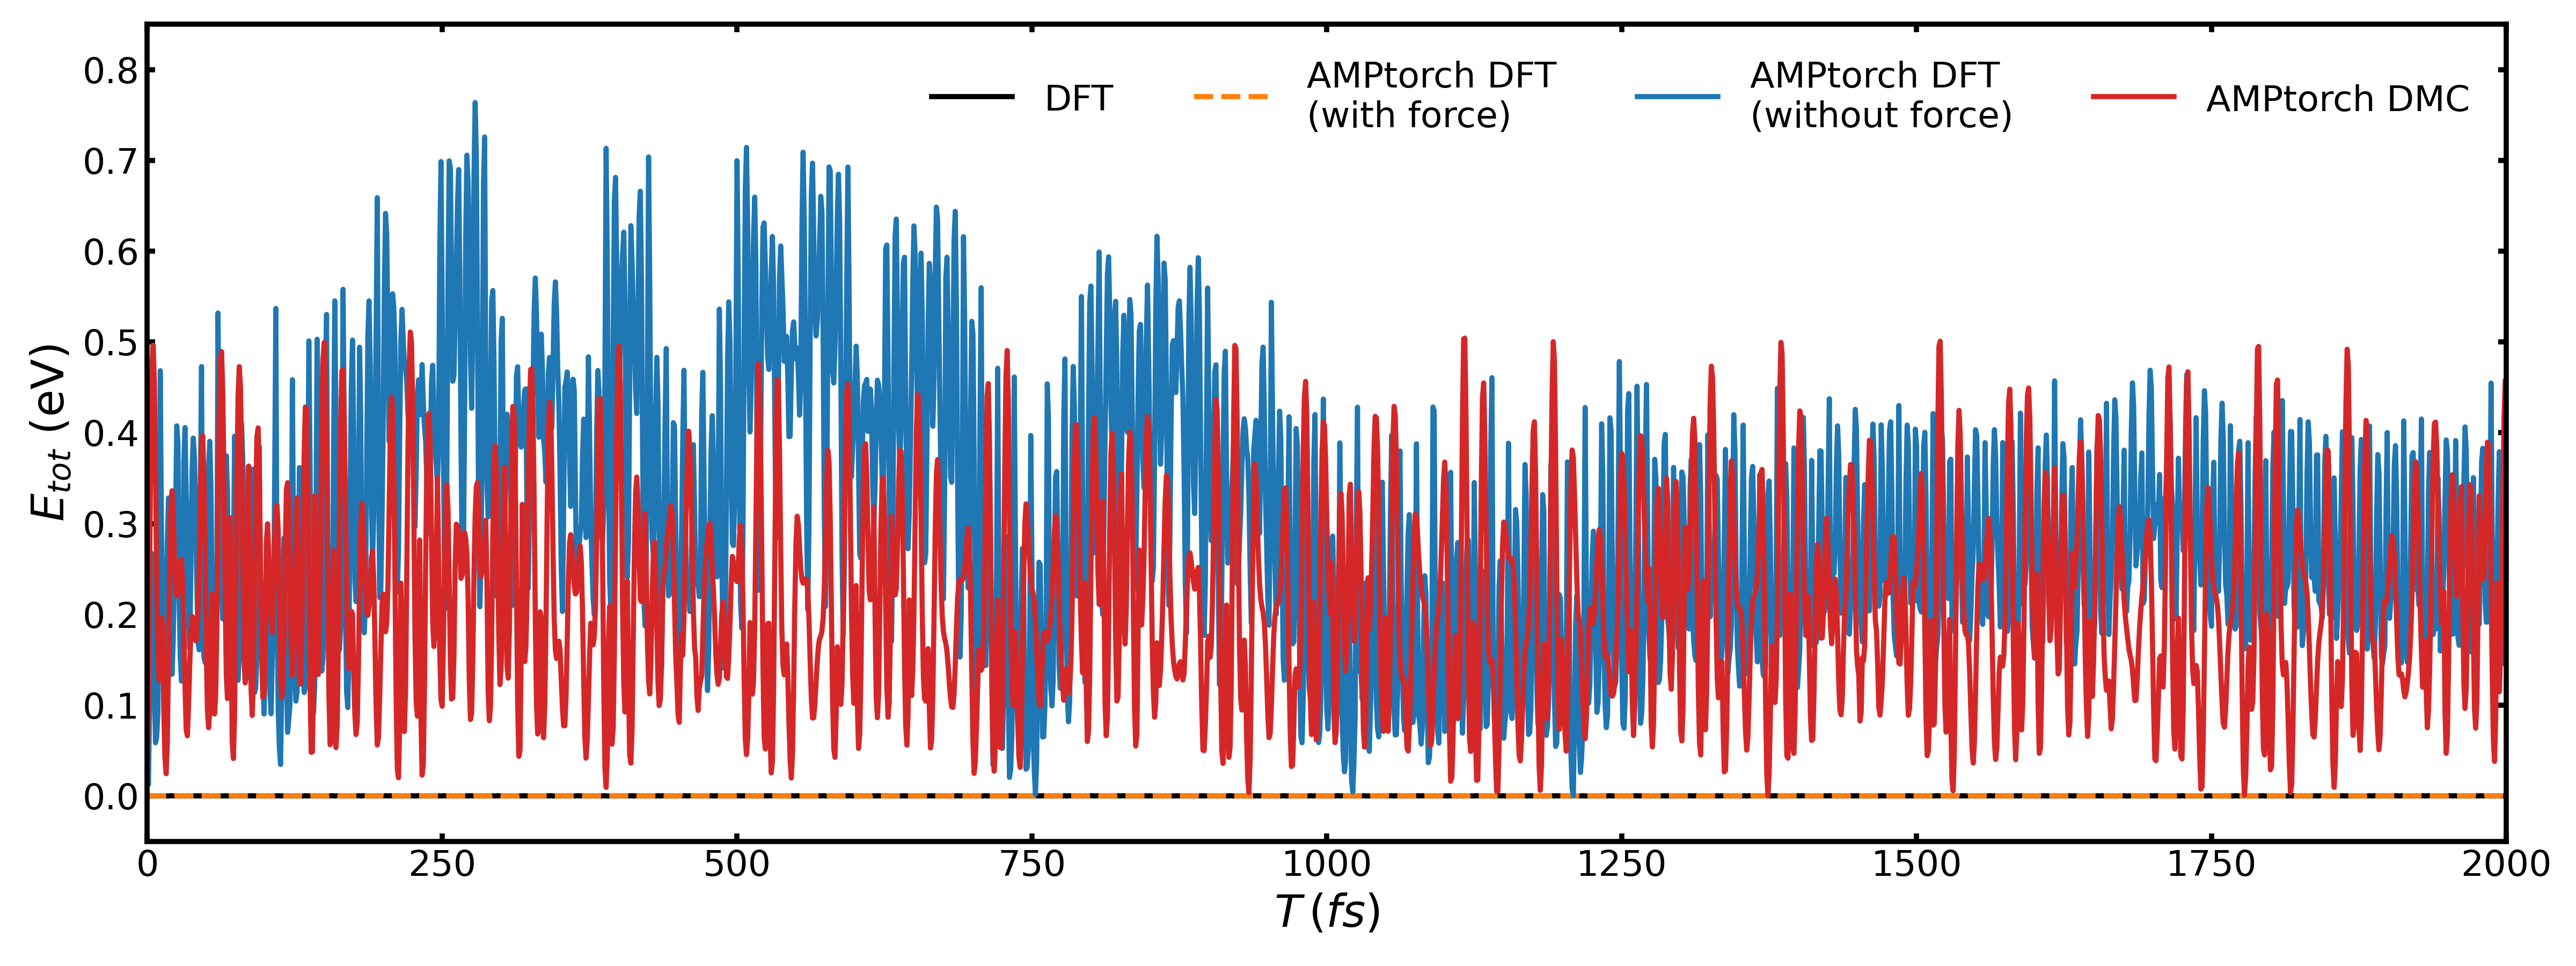 0.8
0.7
0.6
0.5
0.4
0.3
0.2
0.1
0.0
E_{tot} (eV)
DFT
AMPtorch DFT
(with force)
AMPtorch DFT
(without force)
AMPtorch DMC
0 250 500 750 1000 1250 1500 1750 2000
T (fs)